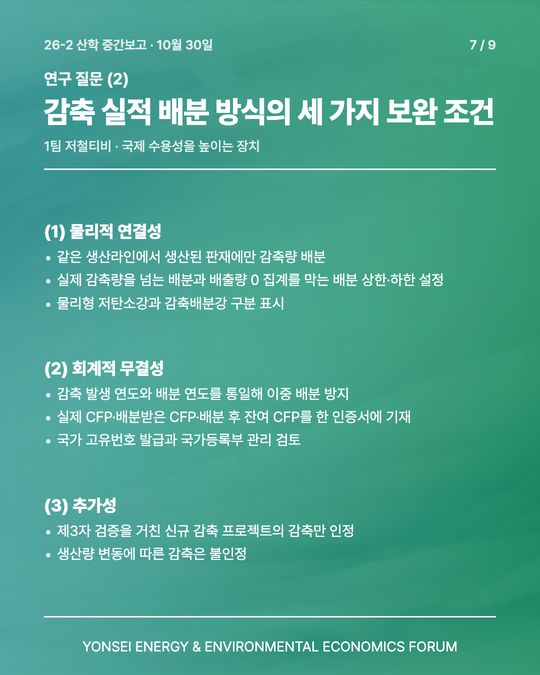 26-2 산학 중간보고 · 10월 30일
7 / 9
연구 질문 (2)
감축 실적 배분 방식의 세 가지 보완 조건
1팀 저철티비 · 국제 수용성을 높이는 장치
(1) 물리적 연결성
• 같은 생산라인에서 생산된 판재에만 감축량 배분
• 실제 감축량을 넘는 배분과 배출량 0 집계를 막는 배분 상한·하한 설정
• 물리형 저탄소강과 감축배분강 구분 표시
(2) 회계적 무결성
• 감축 발생 연도와 배분 연도를 통일해 이중 배분 방지
• 실제 CFP·배분받은 CFP·배분 후 잔여 CFP를 한 인증서에 기재
• 국가 고유번호 발급과 국가등록부 관리 검토
(3) 추가성
• 제3자 검증을 거친 신규 감축 프로젝트의 감축만 인정
• 생산량 변동에 따른 감축은 불인정
YONSEI ENERGY & ENVIRONMENTAL ECONOMICS FORUM